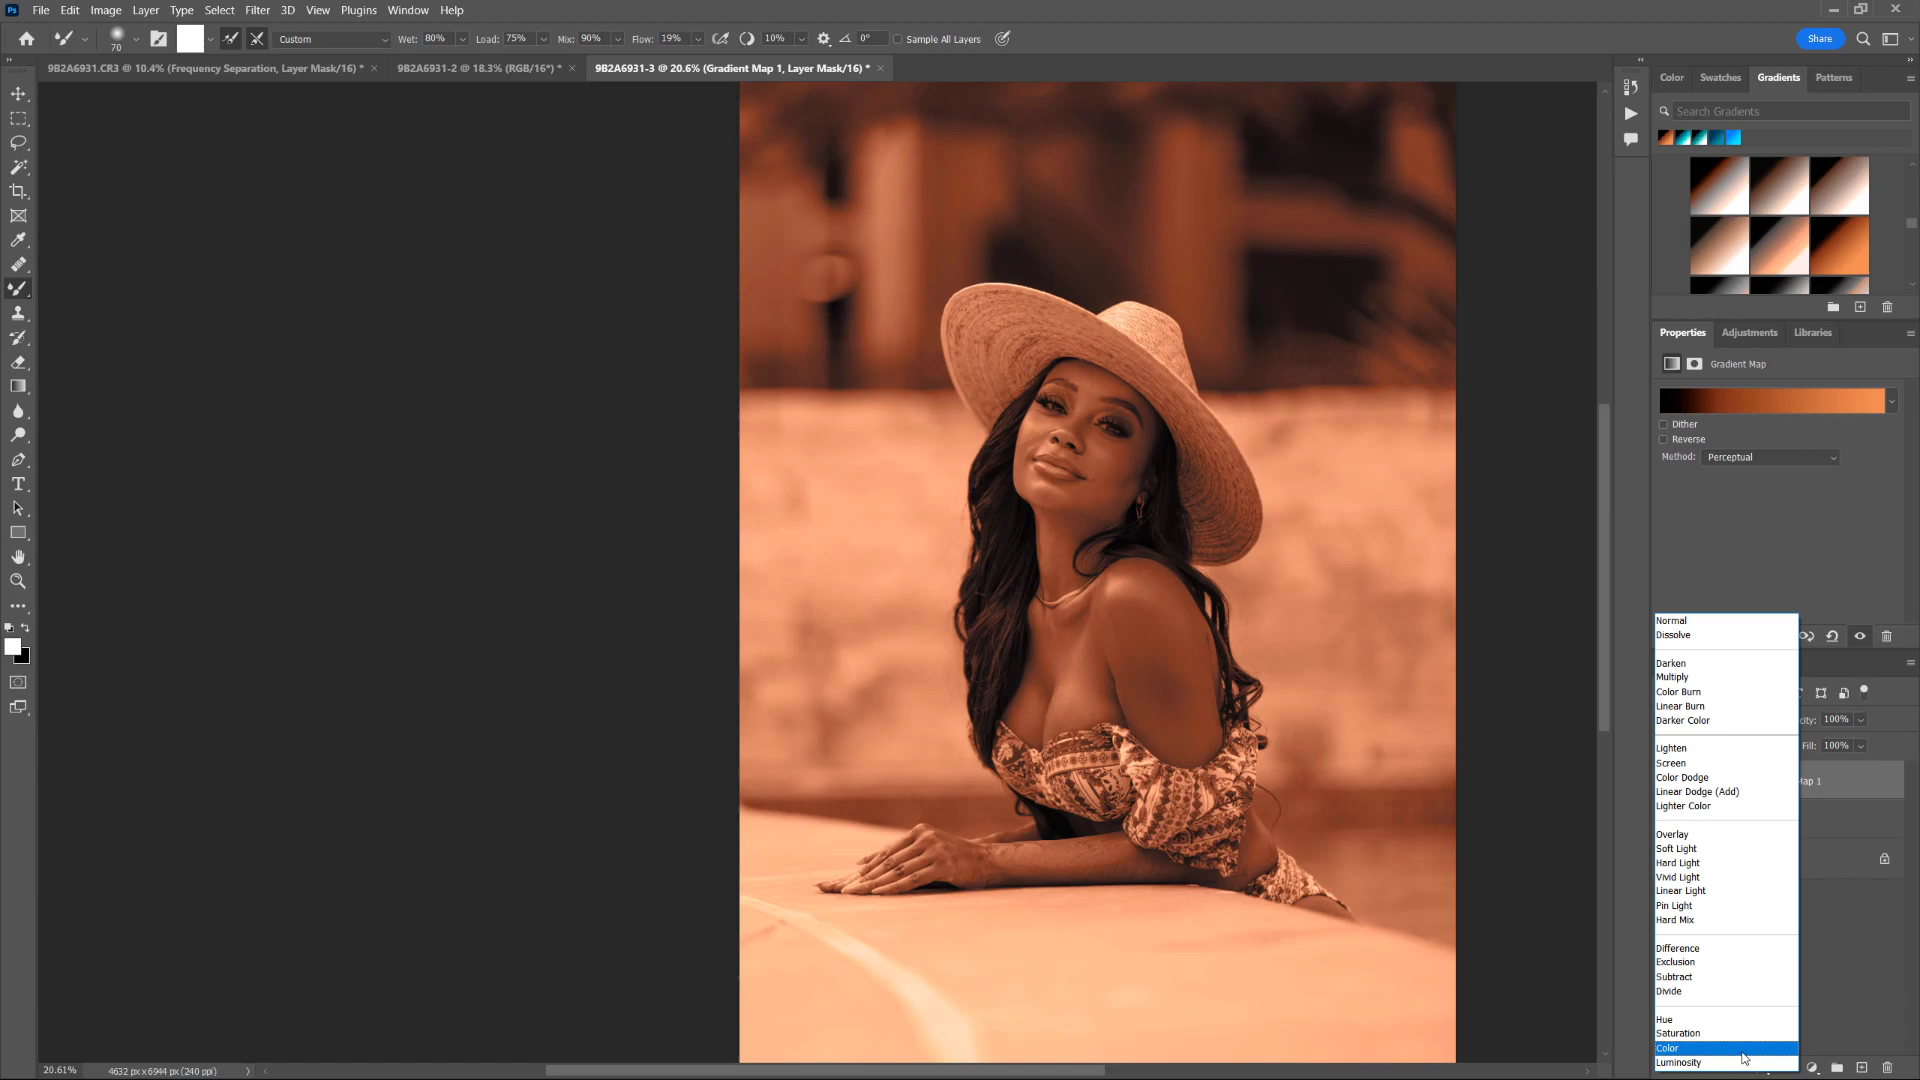 Ps File Edit Image Layer Type Select Filter 3D View Plugins Window Help
70 Custom Wet: 80% Load: 75% Mix: 90% Flow: 19% 10% 0° Sample All Layers Share
9B2A6931.CR3 @ 10.4% (Frequency Separation, Layer Mask/16) * × 9B2A6931-2 @ 18.3% (RGB/16*) * × 9B2A6931-3 @ 20.6% (Gradient Map 1, Layer Mask/16) * ×
Color Swatches Gradients Patterns
Search Gradients
Properties Adjustments Libraries
Gradient Map
Dither
Reverse
Method: Perceptual
Normal
Dissolve
Darken
Multiply
Color Burn
Linear Burn
Darker Color
city: 100%
Lighten
Fill: 100%
Screen
Color Dodge
Map 1
Linear Dodge (Add)
Lighter Color
Overlay
Soft Light
Hard Light
Vivid Light
Linear Light
Pin Light
Hard Mix
Difference
Exclusion
Subtract
Divide
Hue
Saturation
Color
Luminosity
20.61% 4632 px x 6944 px (240 ppi)